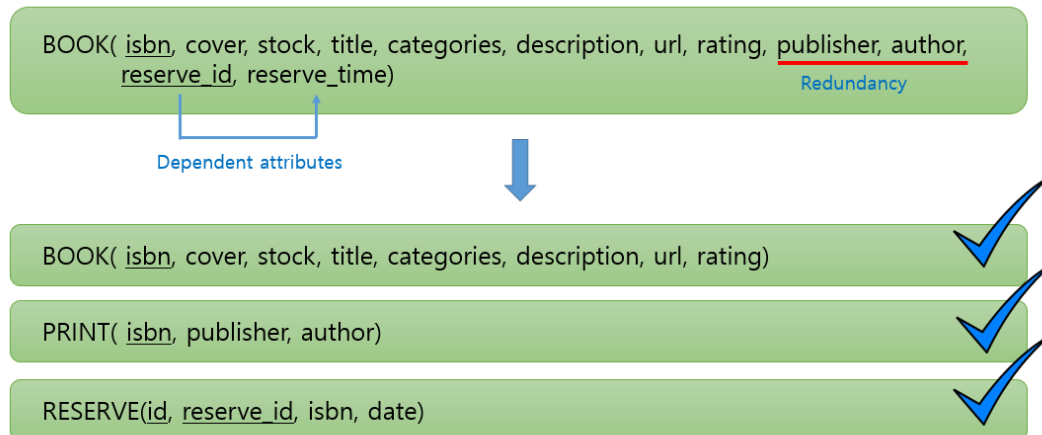 BOOK( isbn, cover, stock, title, categories, description, url, rating, publisher, author,
reserve_id, reserve_time)
Redundancy
Dependent attributes
BOOK( isbn, cover, stock, title, categories, description, url, rating)
PRINT( isbn, publisher, author)
RESERVE(id, reserve_id, isbn, date)